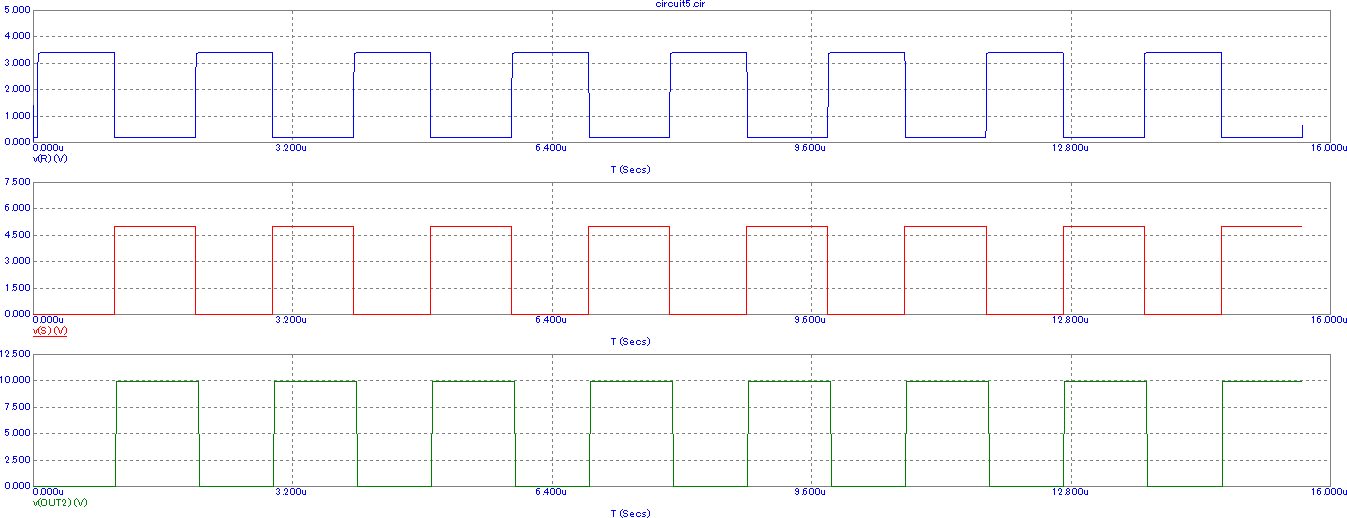 circuit5.cir
5.000
4.000
3.000
2.000
1.000
0.000
0.000u 3.200u 6.400u 9.600u 12.800u 16.000u
v(R) (V)
T (Secs)
7.500
6.000
4.500
3.000
1.500
0.000
0.000u 3.200u 6.400u 9.600u 12.800u 16.000u
v(S) (V)
T (Secs)
12.500
10.000
7.500
5.000
2.500
0.000
0.000u 3.200u 6.400u 9.600u 12.800u 16.000u
v(OUT2) (V)
T (Secs)